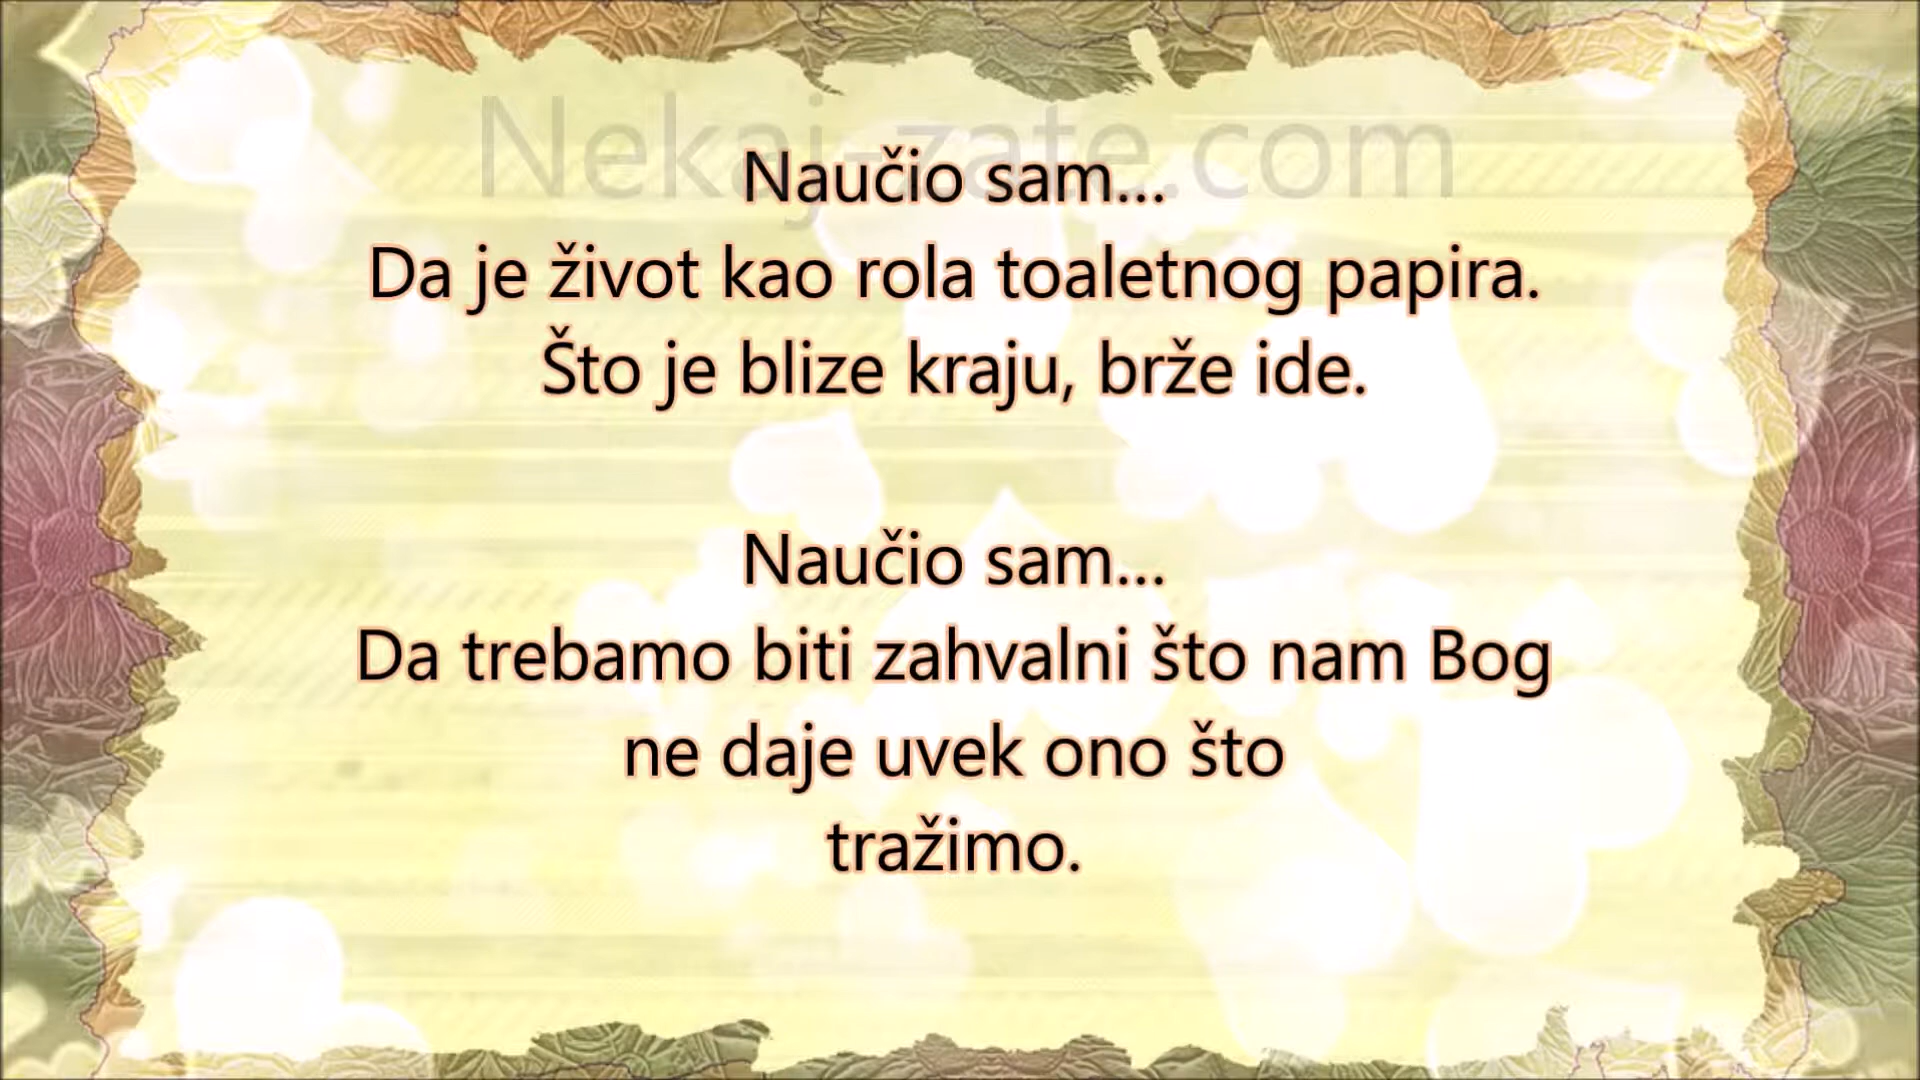 Nekaj-zate.com
Naučio sam...
Da je život kao rola toaletnog papira.
Što je blize kraju, brže ide.
Naučio sam...
Da trebamo biti zahvalni što nam Bog
ne daje uvek ono što
tražimo.